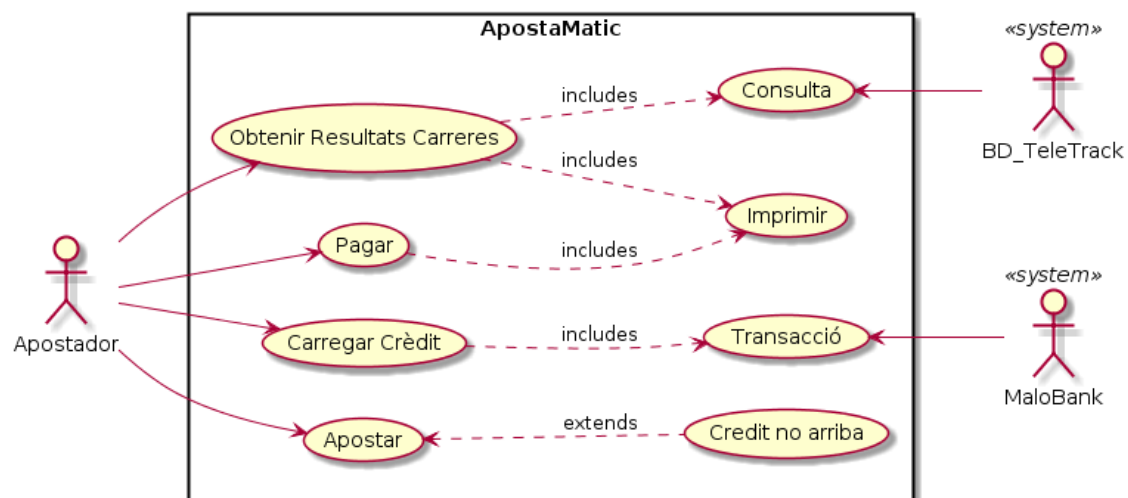 ApostaMatic
«system»
BD_TeleTrack
includes
Consulta
Obtenir Resultats Carreres
includes
Imprimir
Pagar
includes
«system»
MaloBank
Apostador
includes
Carregar Crèdit
Transacció
extends
Apostar
Credit no arriba